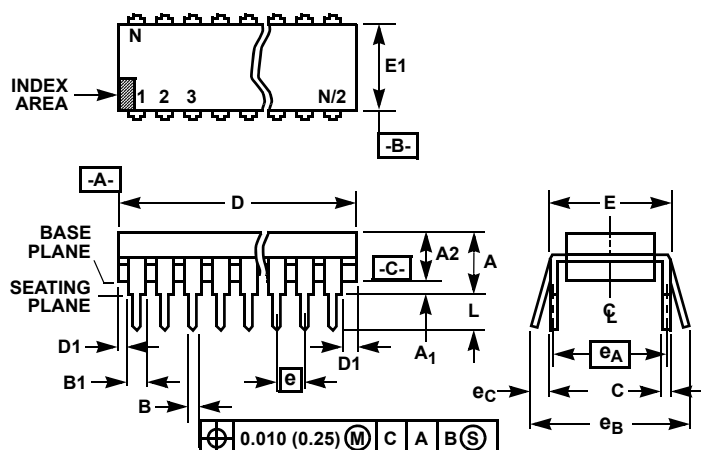 N
E1
INDEX
AREA
1 2 3 N/2
-B-
-A-
D
E
BASE
PLANE
A2
A
-C-
SEATING
PLANE
L
D1
A1
D1
B1
e
eA
B
eC
C
eB
0.010 (0.25) M C A B S
CL